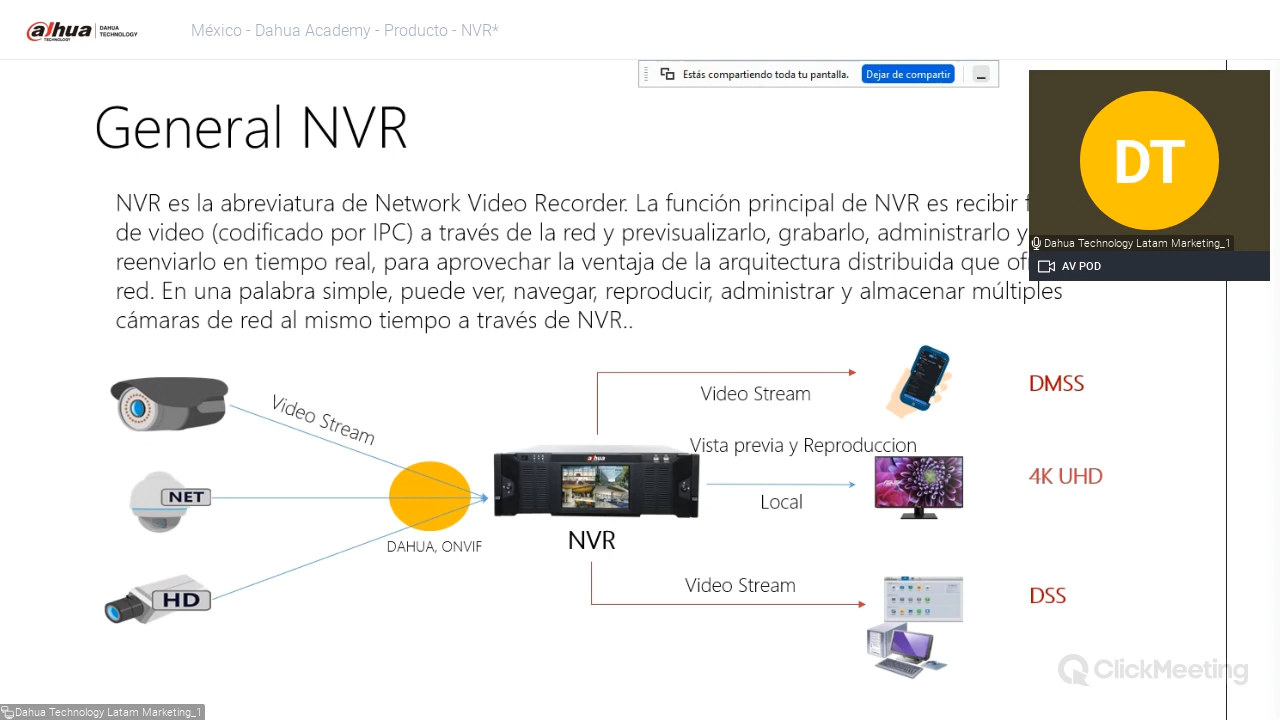 alhua
TECHNOLOGY
DAHUA
TECHNOLOGY
México - Dahua Academy - Producto - NVR*
Estás compartiendo toda tu pantalla.
Dejar de compartir
General NVR
DT
NVR es la abreviatura de Network Video Recorder. La función principal de NVR es recibir
de video (codificado por IPC) a través de la red y previsualizarlo, grabarlo, administrarlo y
reenviarlo en tiempo real, para aprovechar la ventaja de la arquitectura distribuida que
red. En una palabra simple, puede ver, navegar, reproducir, administrar y almacenar múltiples
cámaras de red al mismo tiempo a través de NVR..
Dahua Technology Latam Marketing_1
AV POD
Video Stream
Video Stream
DMSS
Vista previa y Reproduccion
alhua
NET
4K UHD
Local
DAHUA, ONVIF
NVR
Video Stream
HD
DSS
ClickMeeting
Dahua Technology Latam Marketing_1